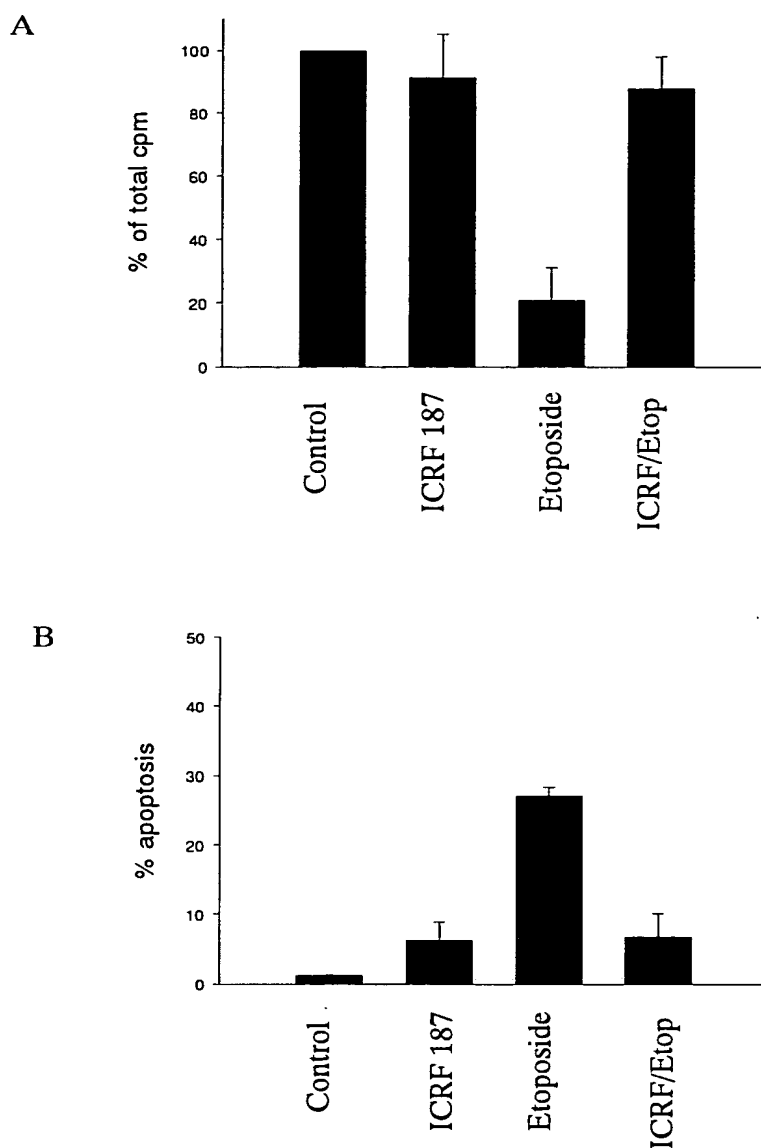 A
% of total cpm
100
80
60
40
20
0
Control
ICRF 187
Etoposide
ICRF/Etop
B
% apoptosis
50
40
30
20
10
0
Control
ICRF 187
Etoposide
ICRF/Etop